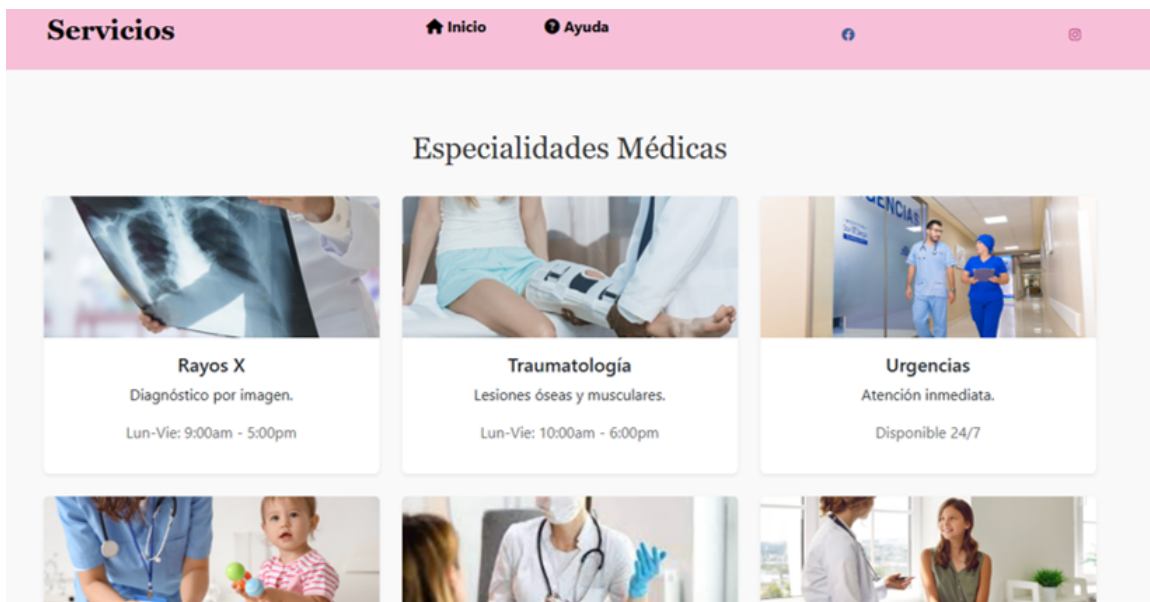 Servicios
Inicio
Ayuda
Especialidades Médicas
GENCIAS
Rayos X
Diagnóstico por imagen.
Lun-Vie: 9:00am - 5:00pm
Traumatología
Lesiones óseas y musculares.
Lun-Vie: 10:00am - 6:00pm
Urgencias
Atención inmediata.
Disponible 24/7